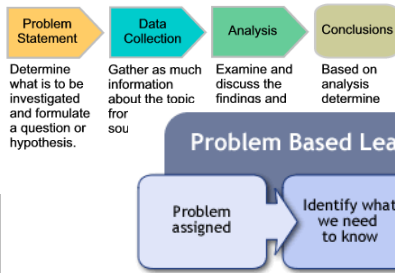 Problem
Statement
Data
Collection
Analysis
Conclusions
Determine
what is to be
investigated
and formulate
a question or
hypothesis.
Gather as much
information
about the topic
Examine and
discuss the
findings and
Based on
analysis
determine
Problem Based Lea
Problem
assigned
Identify what
we need
to know